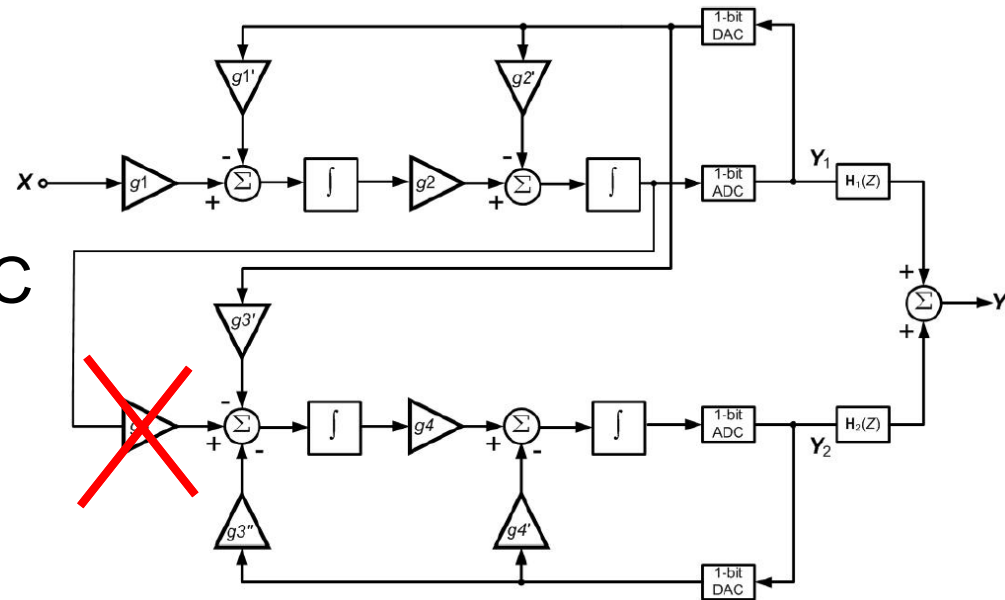 1-bit
DAC
g1'
g2'
X
g1
-
+
Σ
∫
g2
-
+
Σ
∫
1-bit
ADC
Y1
H1(Z)
C
g3'
+
Σ
Y
+
-
+
Σ
-
∫
g4
+
Σ
-
∫
1-bit
ADC
Y2
H2(Z)
g3"
g4'
1-bit
DAC